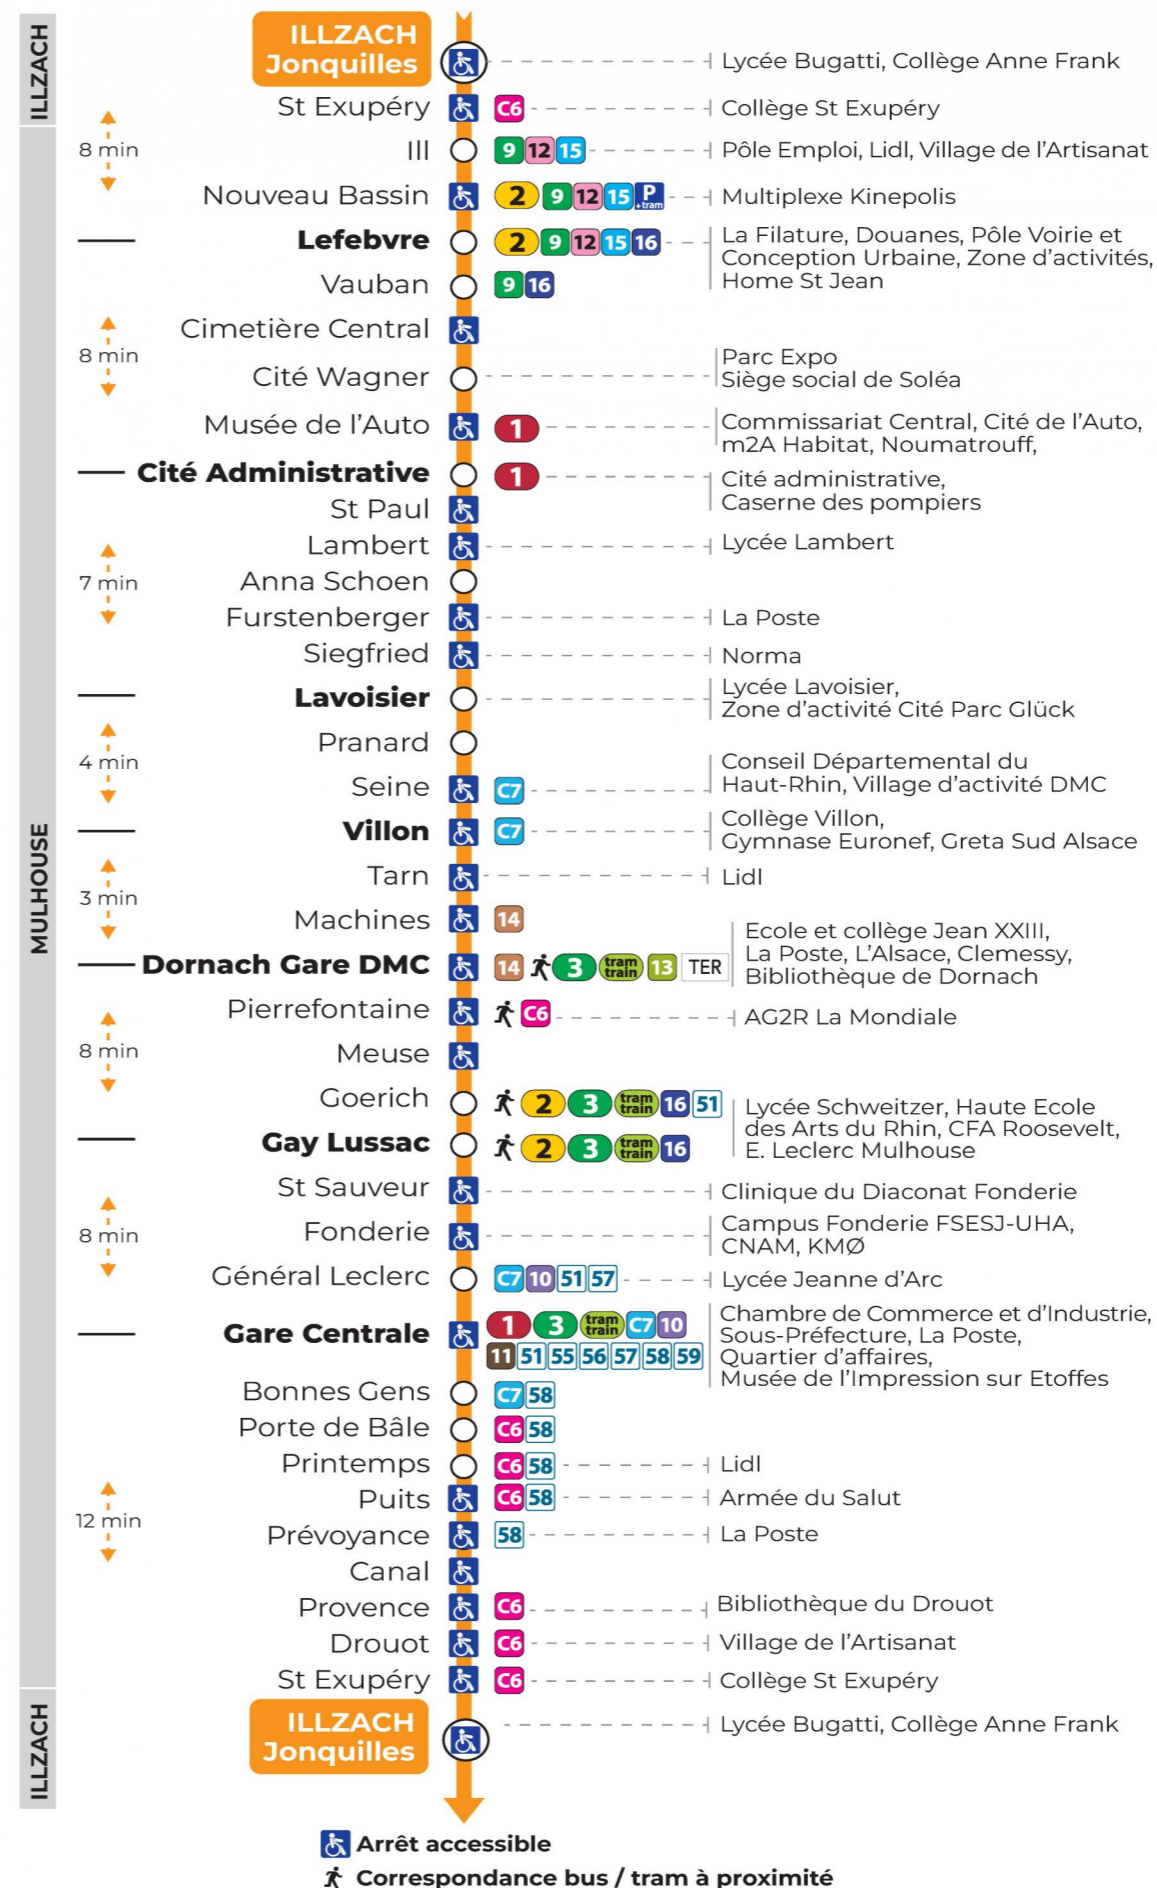 ILLZACH
ILLZACH
Jonquilles
Lycée Bugatti, Collège Anne Frank
St Exupéry C6 Collège St Exupéry
8 min
Ill 9 12 15 Pôle Emploi, Lidl, Village de l'Artisanat
Nouveau Bassin 2 9 12 15 P +tram Multiplexe Kinepolis
Lefebvre 2 9 12 15 16 La Filature, Douanes, Pôle Voirie et
Conception Urbaine, Zone d'activités,
Home St Jean
Vauban 9 16
Cimetière Central
8 min
Cité Wagner Parc Expo
Siège social de Soléa
Musée de l'Auto 1 Commissariat Central, Cité de l'Auto,
m2A Habitat, Noumatrouff,
Cité Administrative 1 Cité administrative,
Caserne des pompiers
St Paul
Lambert Lycée Lambert
7 min
Anna Schoen
Furstenberger La Poste
Siegfried Norma
Lavoisier Lycée Lavoisier,
Zone d'activité Cité Parc Glück
Pranard
4 min
Seine C7 Conseil Départemental du
Haut-Rhin, Village d'activité DMC
Villon C7 Collège Villon,
Gymnase Euronef, Greta Sud Alsace
MULHOUSE
Tarn Lidl
3 min
Machines 14
Dornach Gare DMC 14 3 tram train 13 TER Ecole et collège Jean XXIII,
La Poste, L'Alsace, Clemessy,
Bibliothèque de Dornach
Pierrefontaine C6 AG2R La Mondiale
8 min
Meuse
Goerich 2 3 tram train 16 51 Lycée Schweitzer, Haute Ecole
des Arts du Rhin, CFA Roosevelt,
E. Leclerc Mulhouse
Gay Lussac 2 3 tram train 16
St Sauveur Clinique du Diaconat Fonderie
8 min
Fonderie Campus Fonderie FSESJ-UHA,
CNAM, KMØ
Général Leclerc C7 10 51 57 Lycée Jeanne d'Arc
Gare Centrale 1 3 tram train C7 10
11 51 55 56 57 58 59
Chambre de Commerce et d'Industrie,
Sous-Préfecture, La Poste,
Quartier d'affaires,
Musée de l'Impression sur Etoffes
Bonnes Gens C7 58
Porte de Bâle C6 58
Printemps C6 58 Lidl
Puits C6 58 Armée du Salut
12 min
Prévoyance 58 La Poste
Canal
Provence C6 Bibliothèque du Drouot
Drouot C6 Village de l'Artisanat
St Exupéry C6 Collège St Exupéry
ILLZACH
Jonquilles
Lycée Bugatti, Collège Anne Frank
ILLZACH
Arrêt accessible
Correspondance bus / tram à proximité